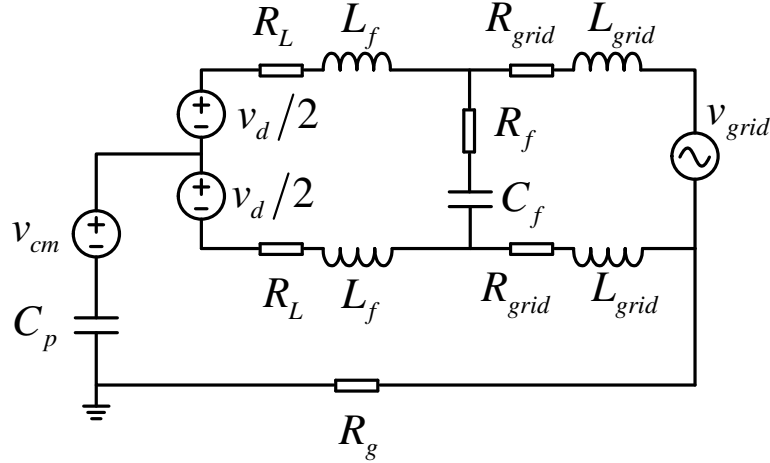 R_L L_f R_grid L_grid
v_d/2 R_f v_grid
v_d/2 C_f
v_cm
R_L L_f R_grid L_grid
C_p
R_g